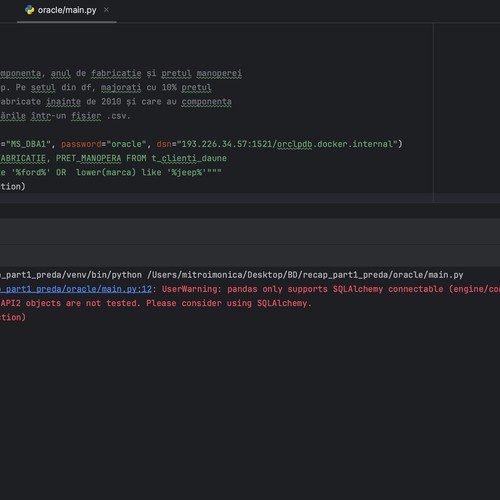 oracle/main.py
mponenta, anul de fabricatie și pretul manoperei
p. Pe setul din df, majorati cu 10% pretul
abricate inainte de 2010 și care au componenta
ările într-un fișier .csv.
="MS_DBA1", password="oracle", dsn="193.226.34.57:1521/orclpdb.docker.internal")
ABRICATIE, PRET_MANOPERA FROM t_clienti_daune
e '%ford%' OR  lower(marca) like '%jeep%'"""
tion)
_part1_preda/venv/bin/python /Users/mitroimonica/Desktop/BD/recap_part1_preda/oracle/main.py
_part1_preda/oracle/main.py:12: UserWarning: pandas only supports SQLAlchemy connectable (engine/co
API2 objects are not tested. Please consider using SQLAlchemy.
tion)